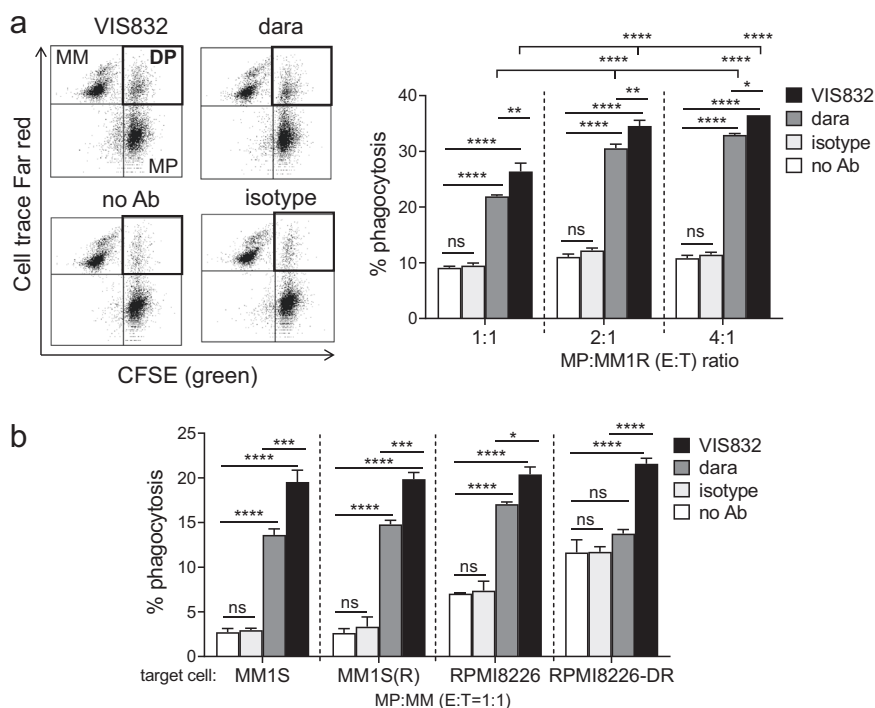 a
VIS832
dara
MM
DP
MP
no Ab
isotype
Cell trace Far red
CFSE (green)
**** ****
**** ****
**** ** **** ** **** *
**** **** ****
ns ns ns
% phagocytosis
40
30
20
10
0
1:1 2:1 4:1
MP:MM1R (E:T) ratio
VIS832
dara
isotype
no Ab
b
*** *** * ****
**** **** **** ****
**** **** **** ns
ns ns ns ns
% phagocytosis
25
20
15
10
5
0
target cell: MM1S MM1S(R) RPMI8226 RPMI8226-DR
MP:MM (E:T=1:1)
VIS832
dara
isotype
no Ab